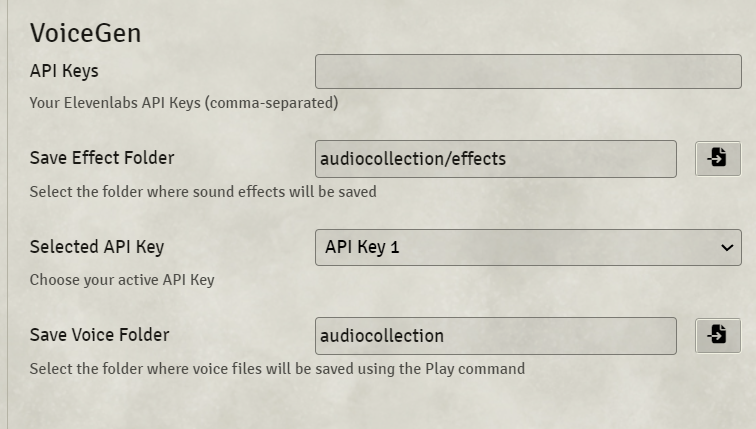 VoiceGen
API Keys
Your Elevenlabs API Keys (comma-separated)
Save Effect Folder
audiocollection/effects
Select the folder where sound effects will be saved
Selected API Key
API Key 1
Choose your active API Key
Save Voice Folder
audiocollection
Select the folder where voice files will be saved using the Play command